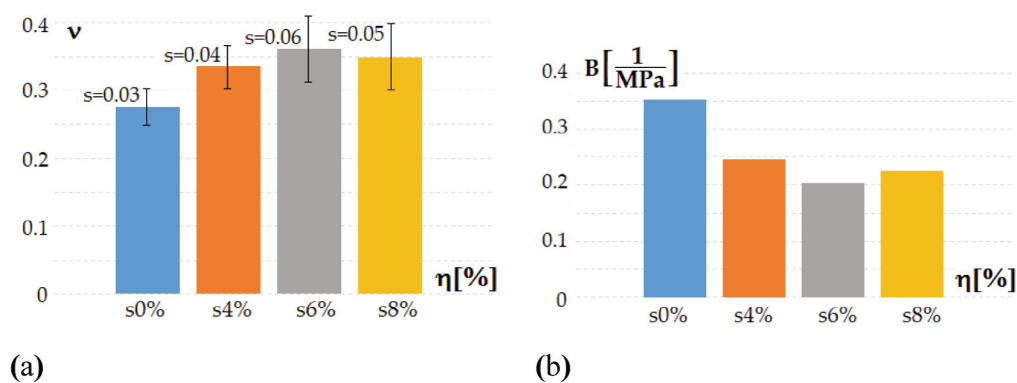 0.4 ν
s=0.03
s=0.04
s=0.06
s=0.05
0.3
0.2
0.1
0
s0% s4% s6% s8%
η[%]
(a)
B[1/MPa]
0.4
0.3
0.2
0.1
0
s0% s4% s6% s8%
η[%]
(b)